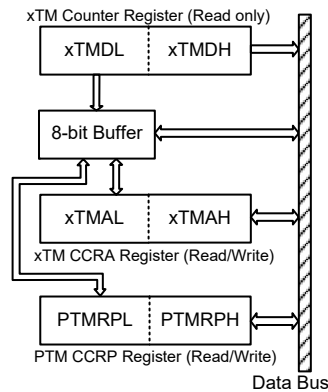 xTM Counter Register (Read only)
xTMDL xTMDH
8-bit Buffer
xTMAL xTMAH
xTM CCRA Register (Read/Write)
PTMRPL PTMRPH
PTM CCRP Register (Read/Write)
Data Bus